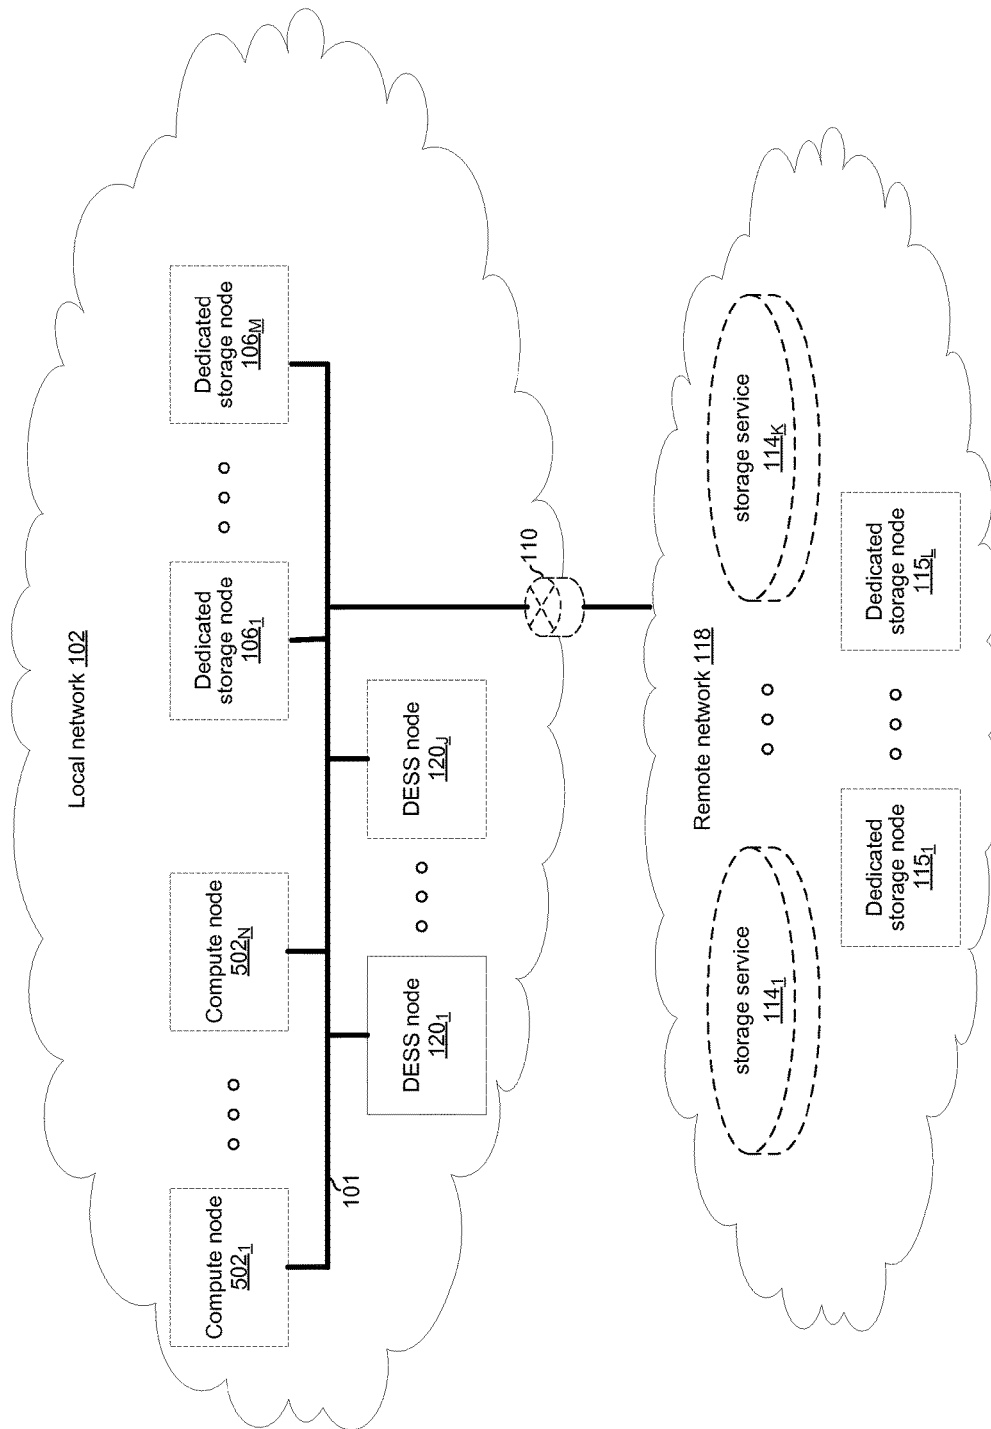 Local network 102
Compute node
502₁
Compute node
502N
Dedicated
storage node
106₁
Dedicated
storage node
106M
101
DESS node
120₁
DESS node
120J
110
Remote network 118
storage service
114₁
storage service
114K
Dedicated
storage node
115₁
Dedicated
storage node
115L